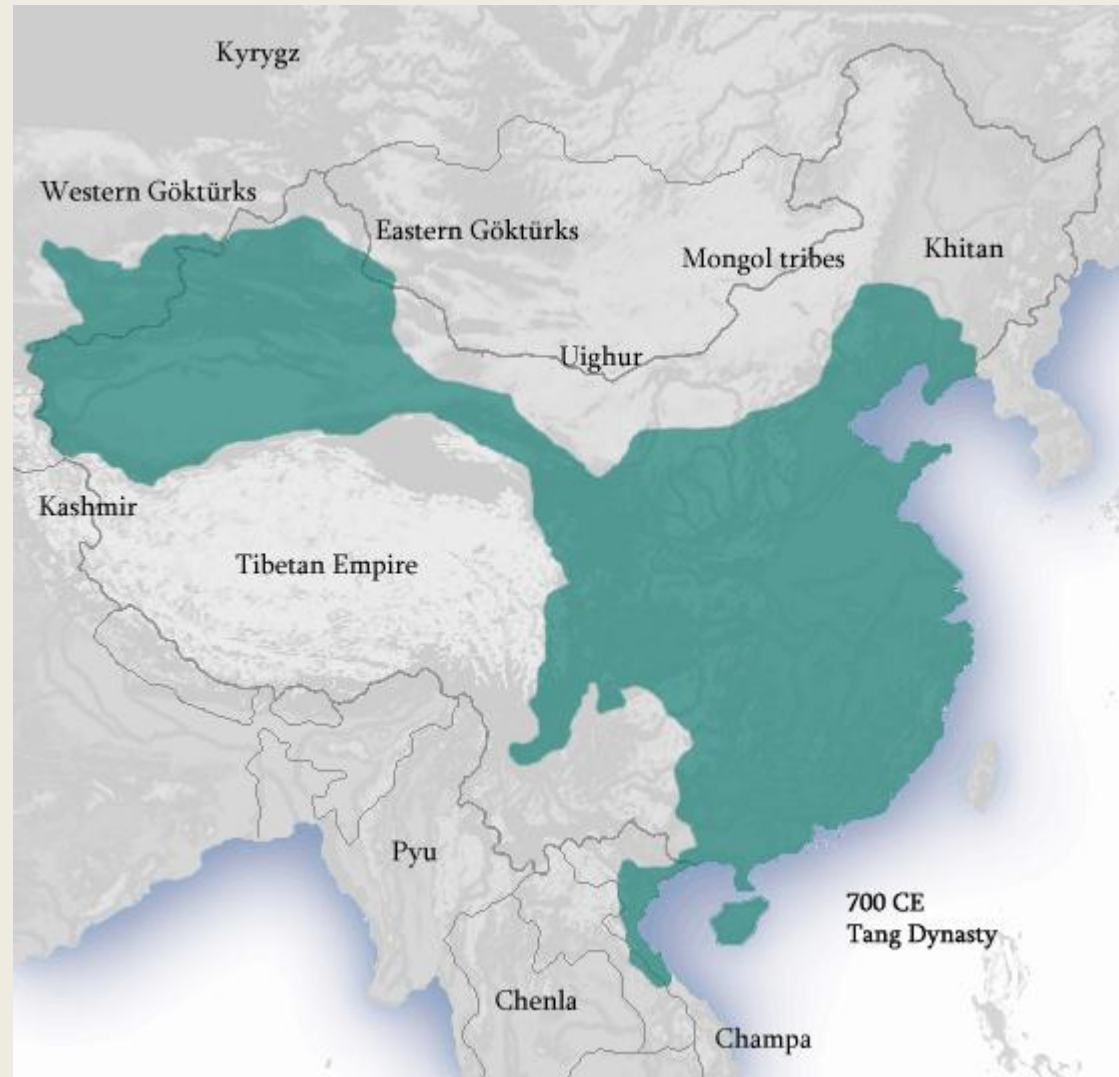 Kyrygz
Western Göktürks
Eastern Göktürks
Mongol tribes
Khitan
Uighur
Kashmir
Tibetan Empire
Pyu
700 CE
Tang Dynasty
Chenla
Champa